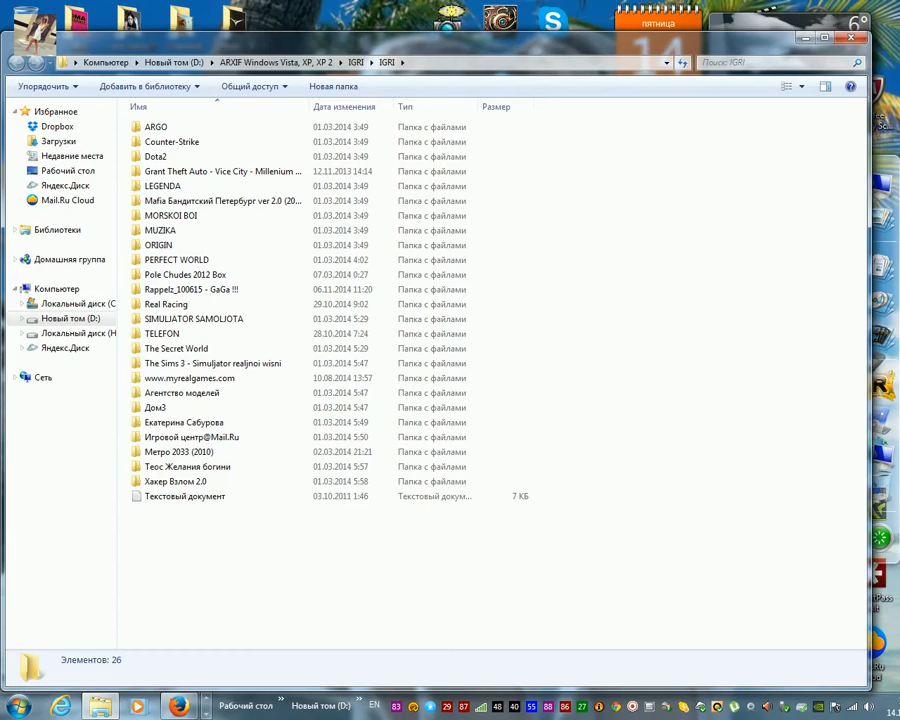 пятница
14
6°
Компьютер Новый том (D:) ARXIF Windows Vista, XP, XP 2 IGRI IGRI Поиск: IGRI
Упорядочить Добавить в библиотеку Общий доступ Новая папка
Имя Дата изменения Тип Размер
Избранное
Dropbox
Загрузки
Недавние места
Рабочий стол
Яндекс.Диск
Mail.Ru Cloud
Библиотеки
Домашняя группа
Компьютер
Локальный диск (C
Новый том (D:)
Локальный диск (H
Яндекс.Диск
Сеть
ARGO 01.03.2014 3:49 Папка с файлами
Counter-Strike 01.03.2014 3:49 Папка с файлами
Dota2 01.03.2014 3:49 Папка с файлами
Grant Theft Auto - Vice City - Millenium ... 12.11.2013 14:14 Папка с файлами
LEGENDA 01.03.2014 3:49 Папка с файлами
Mafia Бандитский Петербург ver 2.0 (20... 01.03.2014 3:49 Папка с файлами
MORSKOI BOI 01.03.2014 3:49 Папка с файлами
MUZIKA 01.03.2014 3:49 Папка с файлами
ORIGIN 01.03.2014 3:49 Папка с файлами
PERFECT WORLD 01.03.2014 4:02 Папка с файлами
Pole Chudes 2012 Box 07.03.2014 0:27 Папка с файлами
Rappelz_100615 - GaGa !!! 06.11.2014 11:20 Папка с файлами
Real Racing 29.10.2014 9:02 Папка с файлами
SIMULJATOR SAMOLJOTA 01.03.2014 5:29 Папка с файлами
TELEFON 28.10.2014 7:24 Папка с файлами
The Secret World 01.03.2014 5:29 Папка с файлами
The Sims 3 - Simuljator realjnoi wisni 01.03.2014 5:47 Папка с файлами
www.myrealgames.com 10.08.2014 13:57 Папка с файлами
Агентство моделей 01.03.2014 5:47 Папка с файлами
Дом3 01.03.2014 5:47 Папка с файлами
Екатерина Сабурова 01.03.2014 5:49 Папка с файлами
Игровой центр@Mail.Ru 01.03.2014 5:50 Папка с файлами
Метро 2033 (2010) 02.03.2014 21:21 Папка с файлами
Теос Желания богини 01.03.2014 5:57 Папка с файлами
Хакер Взлом 2.0 01.03.2014 5:58 Папка с файлами
Текстовый документ 03.10.2011 1:46 Текстовый докум... 7 КБ
Элементов: 26
Рабочий стол Новый том (D:) EN 83 29 87 48 40 55 88 86 27 14.1